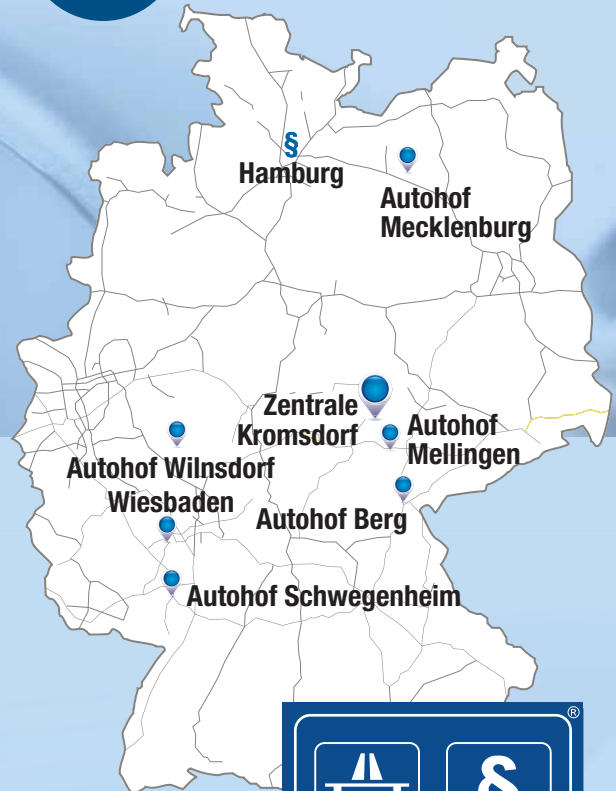 §
Hamburg
Autohof
Mecklenburg
Zentrale
Kromsdorf
Autohof
Mellingen
Autohof Wilnsdorf
Wiesbaden
Autohof Berg
Autohof Schwegenheim
®
§